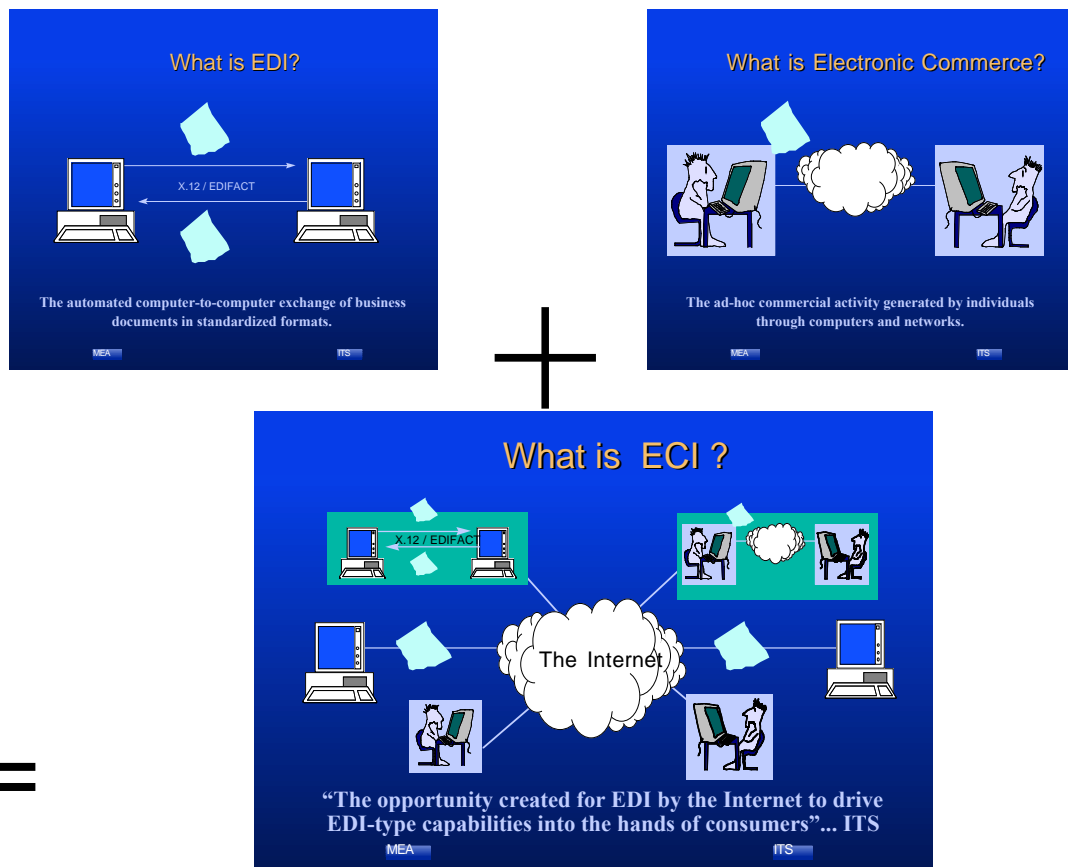 What is EDI?
X.12 / EDIFACT
The automated computer-to-computer exchange of business
documents in standardized formats.
MEA
ITS
What is Electronic Commerce?
The ad-hoc commercial activity generated by individuals
through computers and networks.
MEA
ITS
+
=
What is ECI ?
X.12 / EDIFACT
The Internet
“The opportunity created for EDI by the Internet to drive
EDI-type capabilities into the hands of consumers”... ITS
MEA
ITS